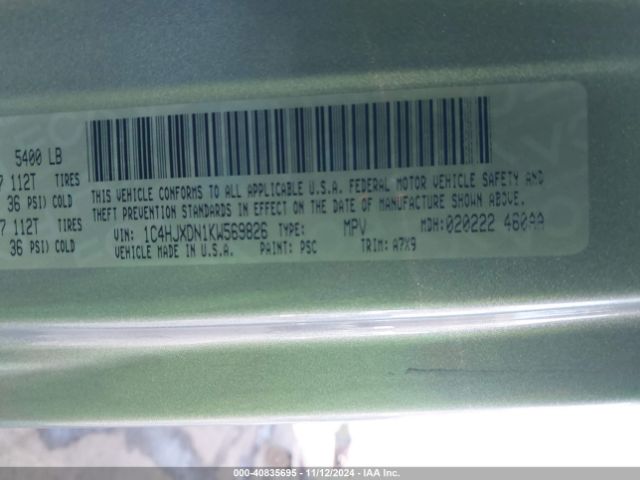 5400 LB
112T TIRES
36 PSI) COLD
112T TIRES
36 PSI) COLD
THIS VEHICLE CONFORMS TO ALL APPLICABLE U.S.A. FEDERAL MOTOR VEHICLE SAFETY AND
THEFT PREVENTION STANDARDS IN EFFECT ON THE DATE OF MANUFACTURE SHOWN ABOVE.
VIN: 1C4HJXDN1KW569826 TYPE: MPV MDH: 020222 460AA
VEHICLE MADE IN U.S.A. PAINT: PSC TRIM: A7X9
000-40835695 - 11/12/2024 - IAA Inc.